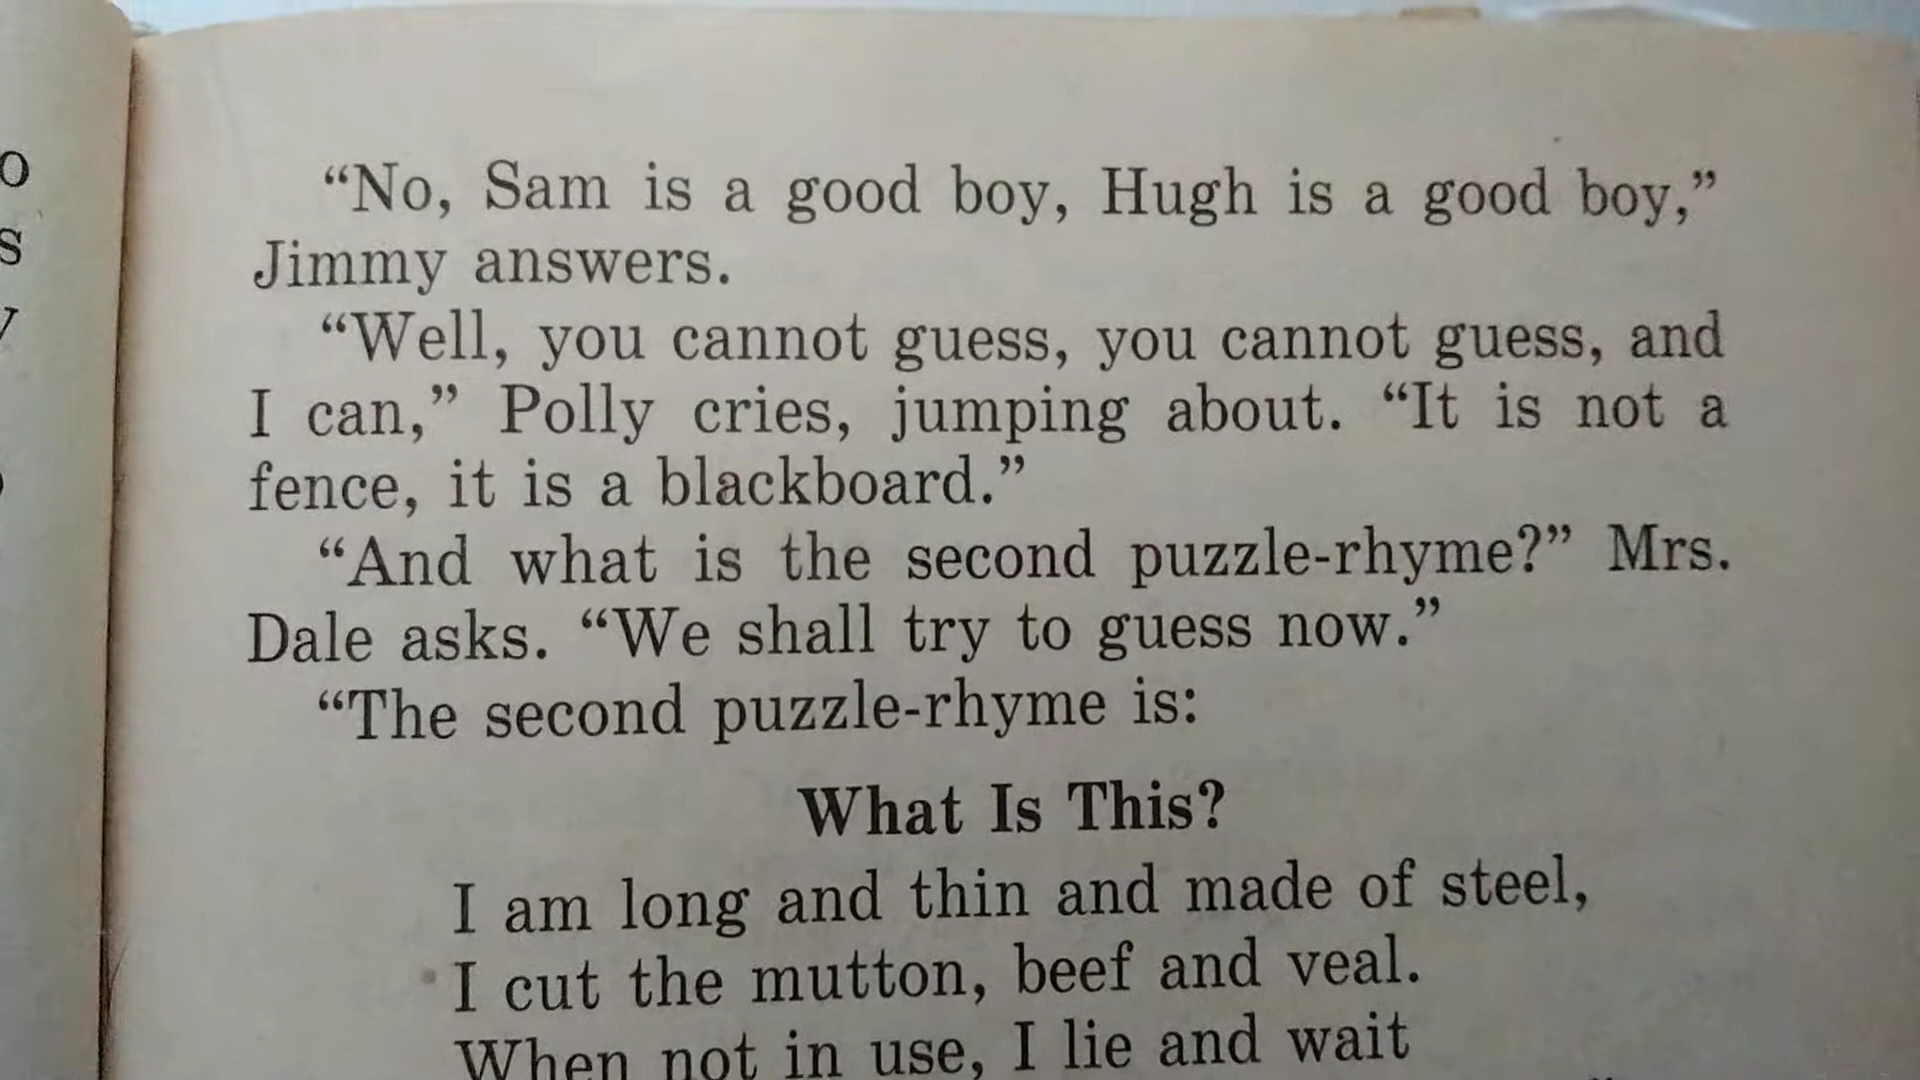 “No, Sam is a good boy, Hugh is a good boy,”
Jimmy answers.
“Well, you cannot guess, you cannot guess, and
I can,” Polly cries, jumping about. “It is not a
fence, it is a blackboard.”
“And what is the second puzzle-rhyme?” Mrs.
Dale asks. “We shall try to guess now.”
“The second puzzle-rhyme is:
What Is This?
I am long and thin and made of steel,
I cut the mutton, beef and veal.
When not in use, I lie and wait